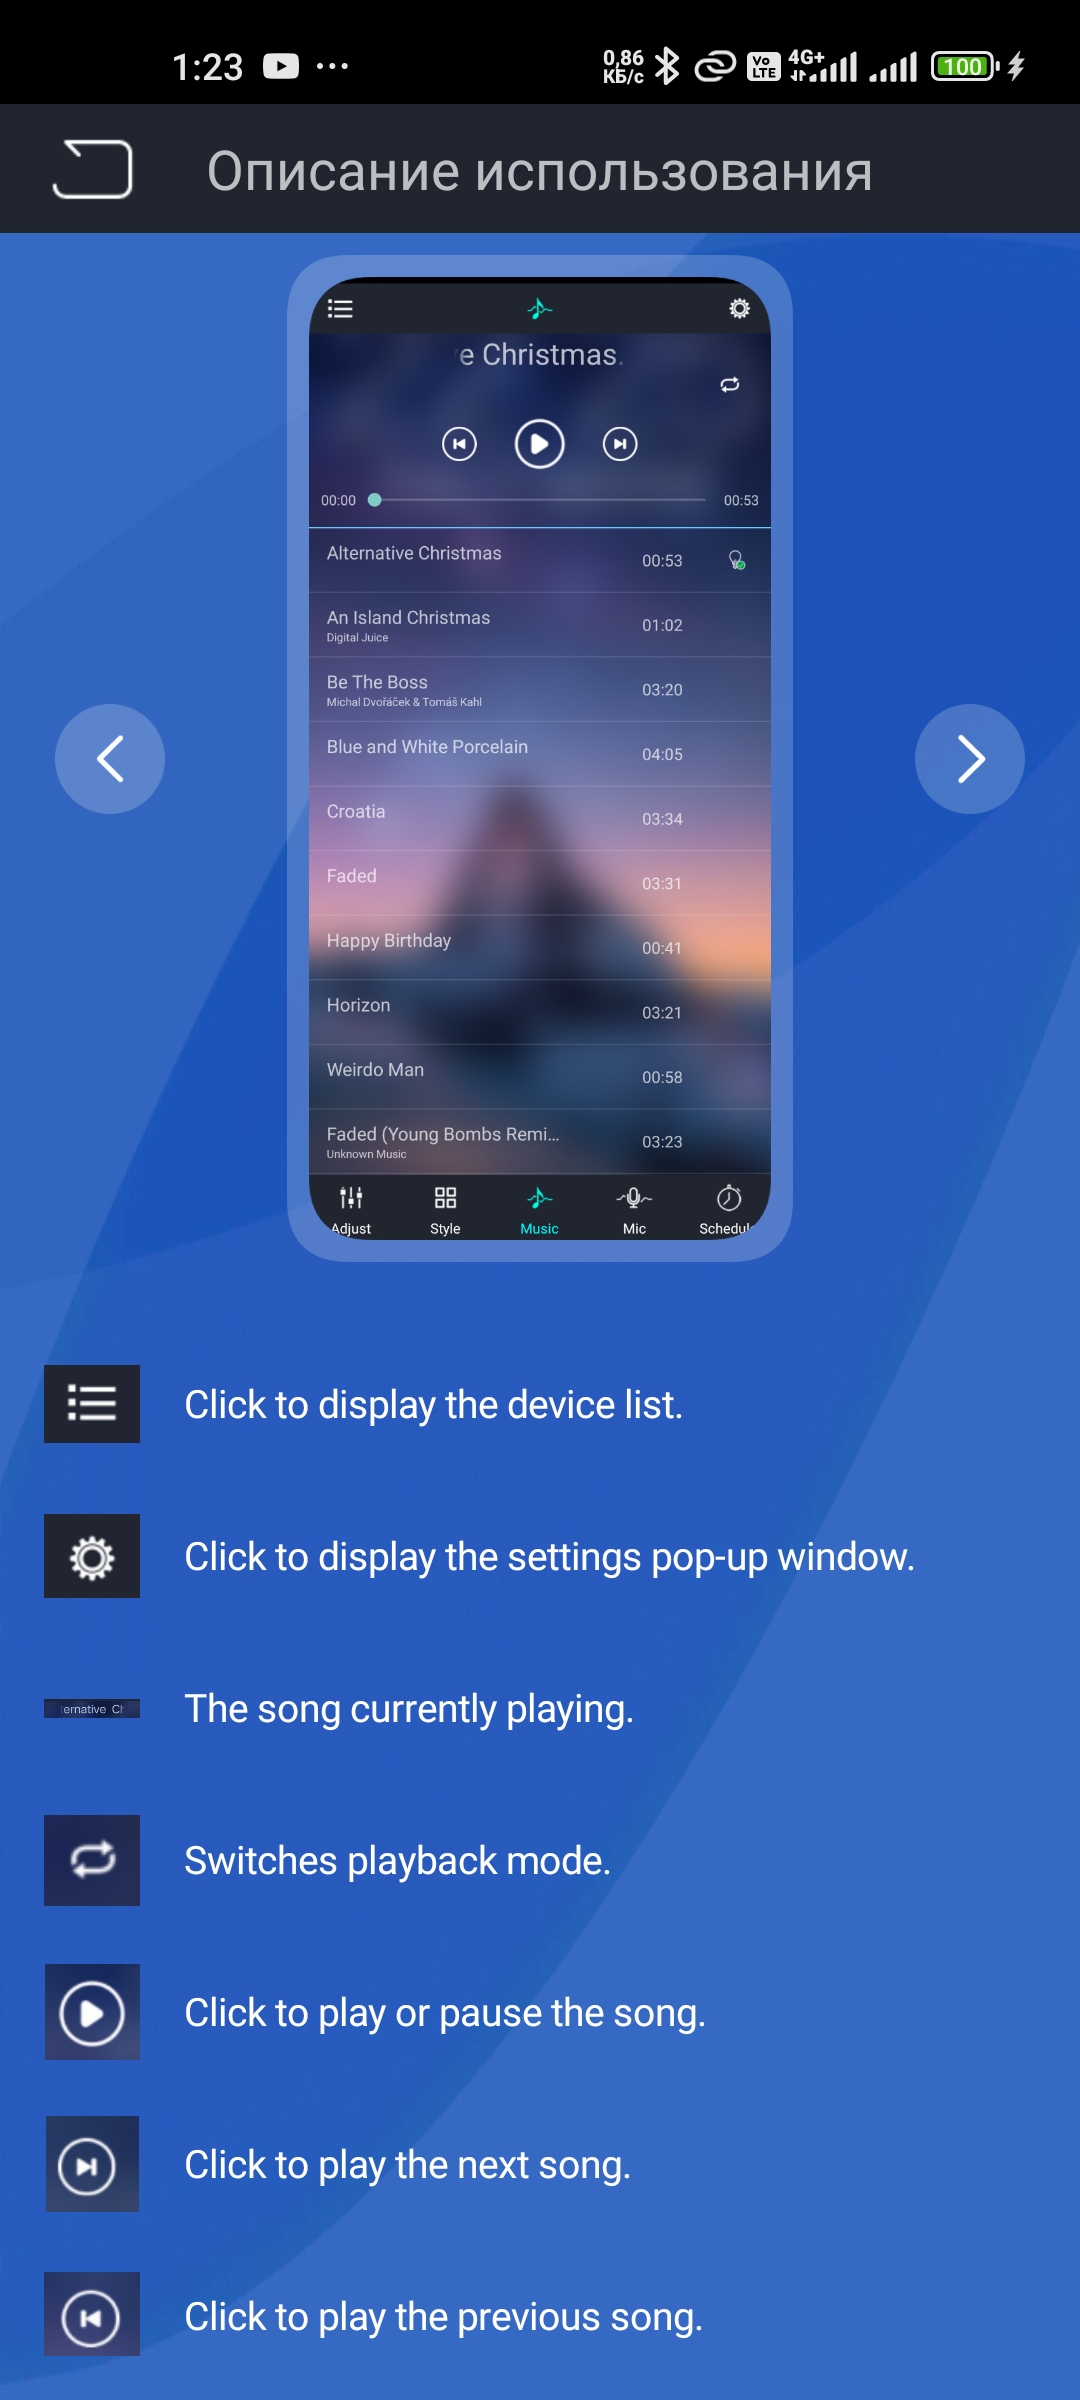 1:23
0,86
КБ/с
Vo
LTE
4G+
100
Описание использования
e Christmas.
00:00
00:53
Alternative Christmas
00:53
An Island Christmas
Digital Juice
01:02
Be The Boss
Michal Dvořáček & Tomáš Kahl
03:20
Blue and White Porcelain
04:05
Croatia
03:34
Faded
03:31
Happy Birthday
00:41
Horizon
03:21
Weirdo Man
00:58
Faded (Young Bombs Remi...
Unknown Music
03:23
Adjust
Style
Music
Mic
Schedul
Click to display the device list.
Click to display the settings pop-up window.
ernative Ch
The song currently playing.
Switches playback mode.
Click to play or pause the song.
Click to play the next song.
Click to play the previous song.